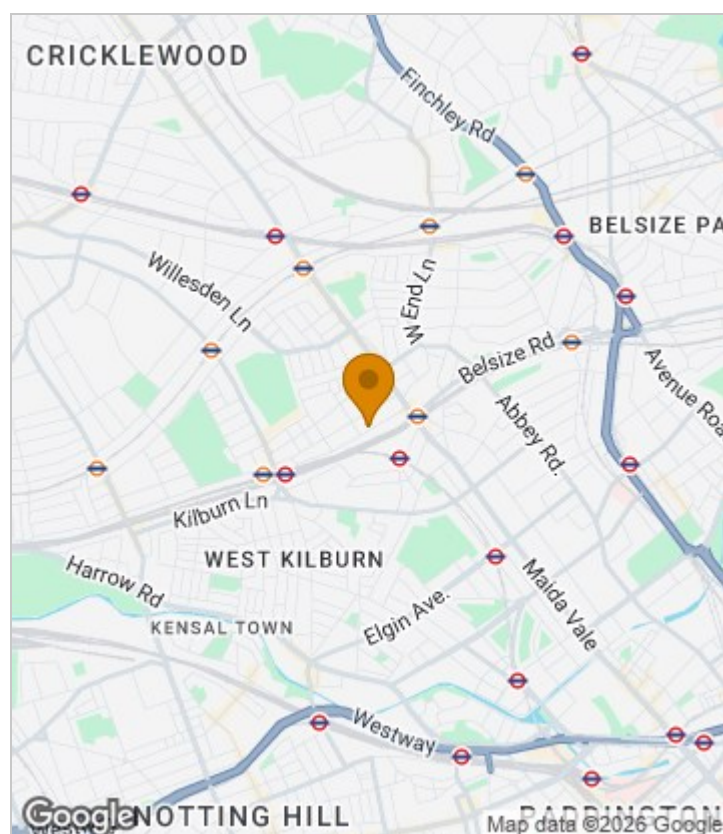 CRICKLEWOOD
Finchley Rd
BELSIZE PA
Willesden Ln
W End Ln
Belsize Rd
Avenue Roa
Abbey Rd.
Kilburn Ln
WEST KILBURN
Harrow Rd
Maida Vale
Elgin Ave.
KENSAL TOWN
Westway
Google
NOTTING HILL
PADDINGTON
Map data ©2026 Google